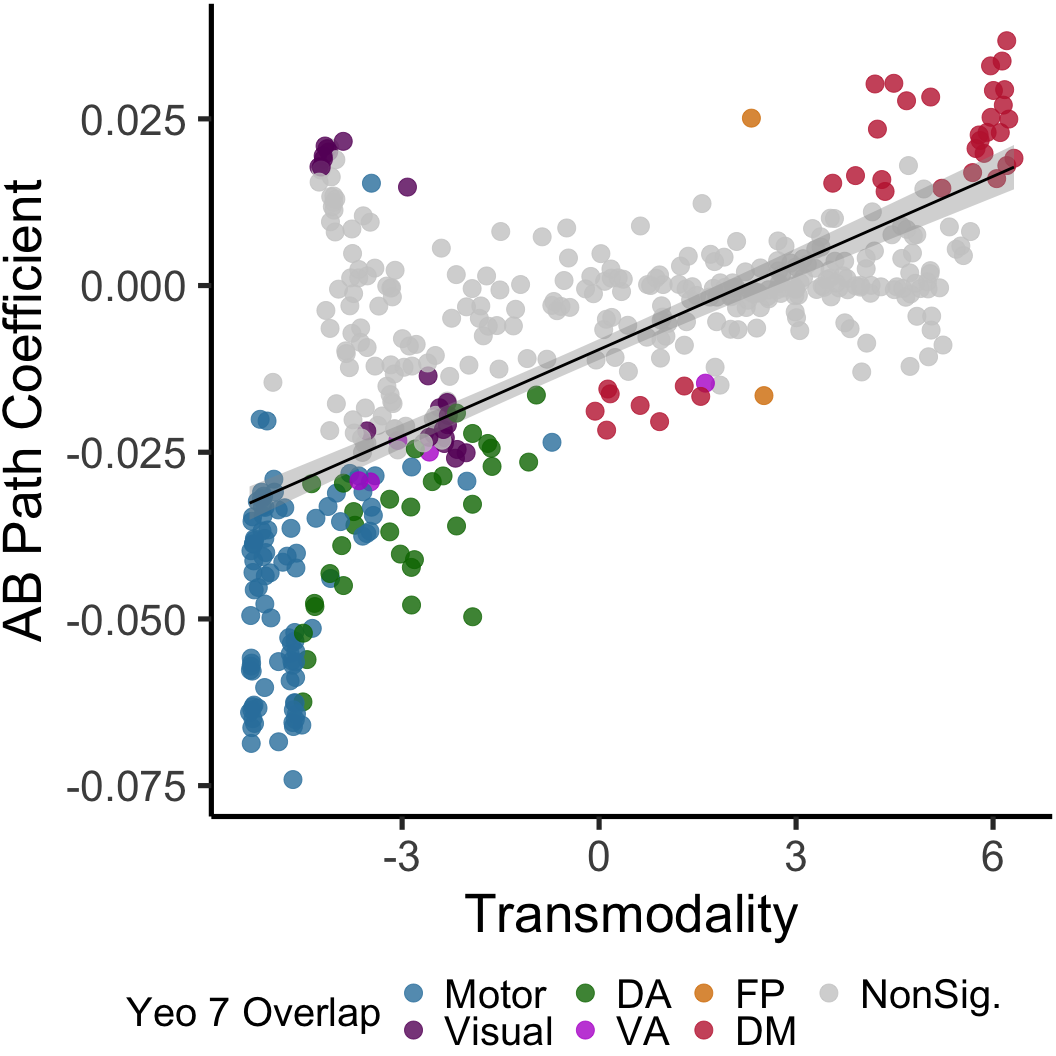 AB Path Coefficient
0.025
0.000
-0.025
-0.050
-0.075
-3 0 3 6
Transmodality
Yeo 7 Overlap
Motor DA FP NonSig.
Visual VA DM